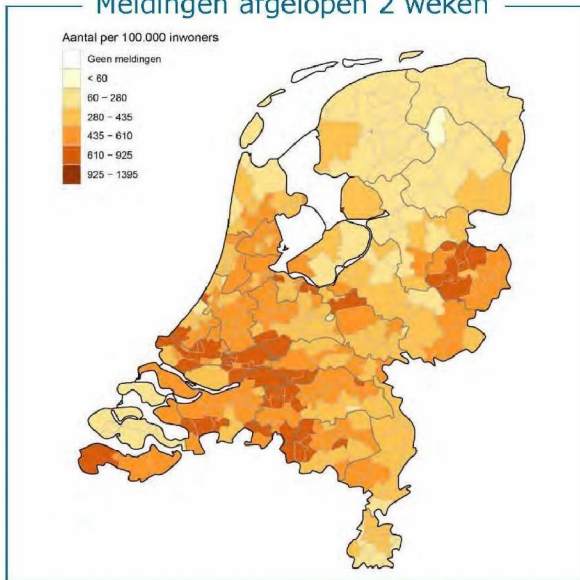 Meldingen afgelopen 2 weken
Aantal per 100.000 inwoners
Geen meldingen
< 60
60 – 280
280 – 435
435 – 610
610 – 925
925 – 1395